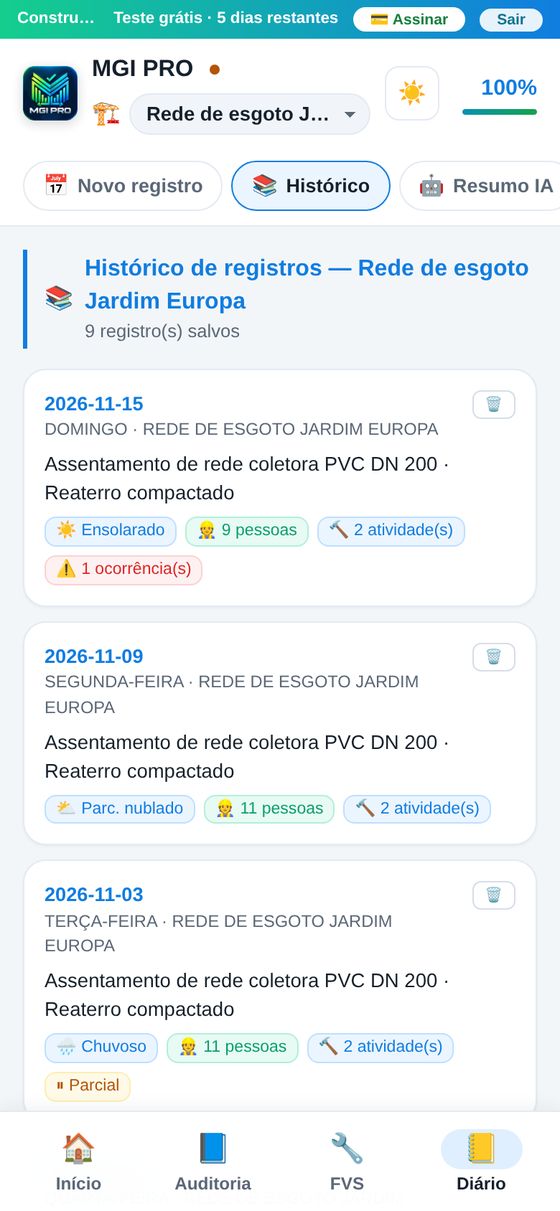 Constru… Teste grátis · 5 dias restantes 💳 Assinar Sair
MGI PRO
MGI PRO
Rede de esgoto J…
100%
Novo registro Histórico Resumo IA
Histórico de registros — Rede de esgoto
Jardim Europa
9 registro(s) salvos
2026-11-15
DOMINGO · REDE DE ESGOTO JARDIM EUROPA
Assentamento de rede coletora PVC DN 200 ·
Reaterro compactado
Ensolarado 9 pessoas 2 atividade(s)
1 ocorrência(s)
2026-11-09
SEGUNDA-FEIRA · REDE DE ESGOTO JARDIM
EUROPA
Assentamento de rede coletora PVC DN 200 ·
Reaterro compactado
Parc. nublado 11 pessoas 2 atividade(s)
2026-11-03
TERÇA-FEIRA · REDE DE ESGOTO JARDIM
EUROPA
Assentamento de rede coletora PVC DN 200 ·
Reaterro compactado
Chuvoso 11 pessoas 2 atividade(s)
Parcial
Início Auditoria FVS Diário